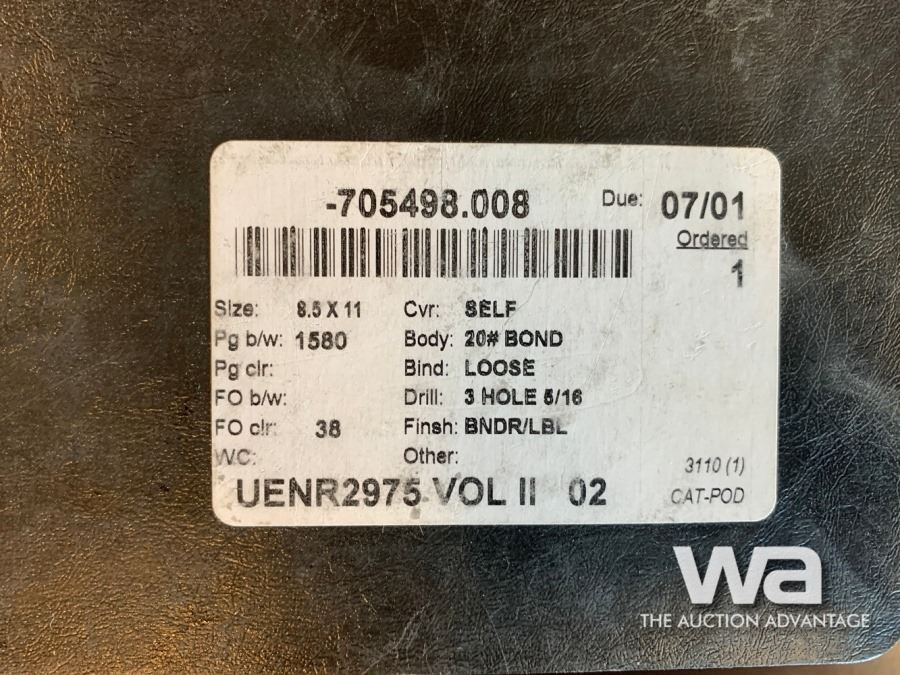 -705498.008 Due: 07/01
Ordered
1
Size: 8.5 X 11 Cvr: SELF
Pg b/w: 1580 Body: 20# BOND
Pg clr: Bind: LOOSE
FO b/w: Drill: 3 HOLE 5/16
FO clr: 38 Finsh: BNDR/LBL
W.C: Other:
3110 (1)
UENR2975 VOL II 02 CAT-POD
wa
THE AUCTION ADVANTAGE